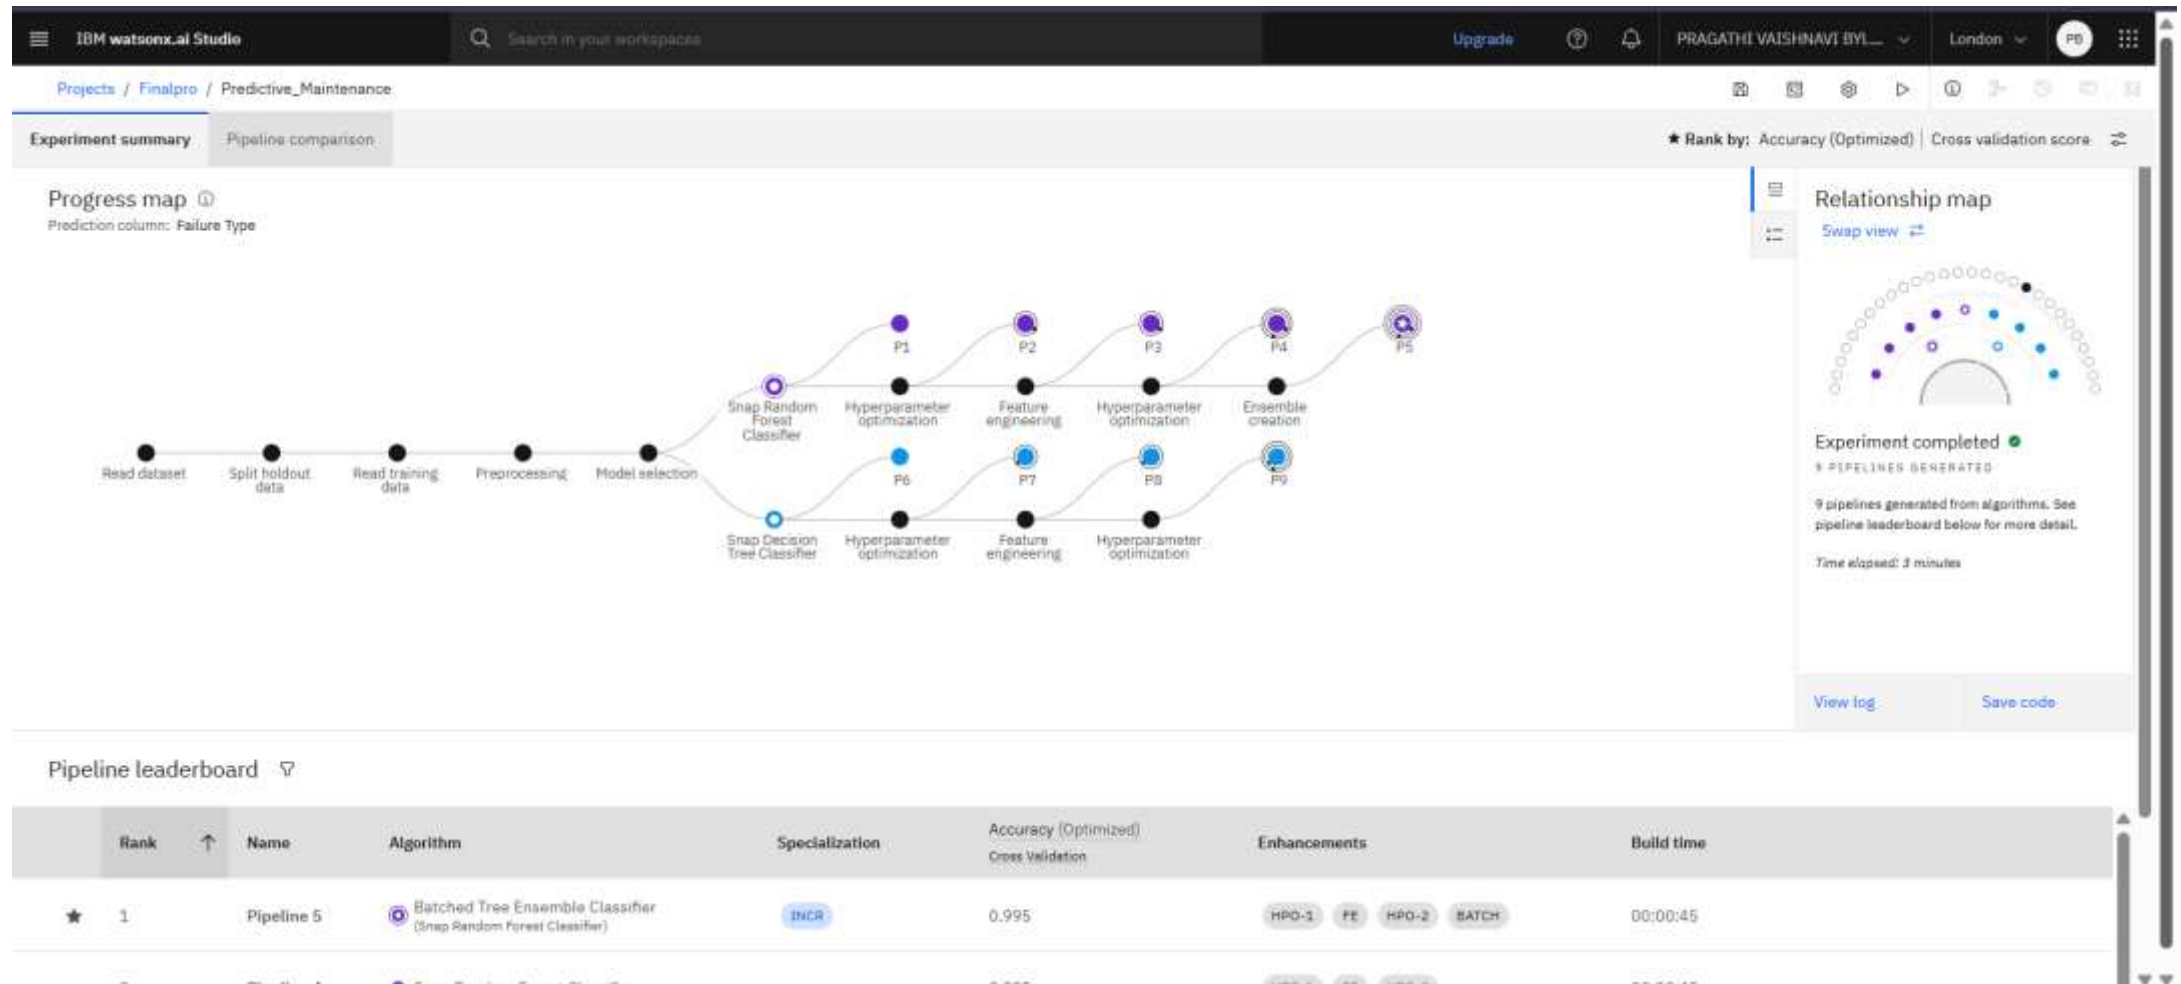 IBM watsonx.ai Studio
Search in your workspaces
Upgrade
PRAGATHI VAISHNAVI BYL...
London
PB
Projects / Finalpro / Predictive_Maintenance
Experiment summary
Pipeline comparison
Rank by: Accuracy (Optimized) | Cross validation score
Progress map
Prediction column: Failure Type
P1
P2
P3
P4
P5
Snap Random
Forest
Classifier
Hyperparameter
optimization
Feature
engineering
Hyperparameter
optimization
Ensemble
creation
Read dataset
Split holdout
data
Read training
data
Preprocessing
Model selection
P6
P7
P8
P9
Snap Decision
Tree Classifier
Hyperparameter
optimization
Feature
engineering
Hyperparameter
optimization
Relationship map
Swap view
Experiment completed
9 PIPELINES GENERATED
9 pipelines generated from algorithms. See
pipeline leaderboard below for more detail.
Time elapsed: 3 minutes
View log
Save code
Pipeline leaderboard
Rank
Name
Algorithm
Specialization
Accuracy (Optimized)
Cross Validation
Enhancements
Build time
1
Pipeline 5
Batched Tree Ensemble Classifier
(Snap Random Forest Classifier)
INCR
0.995
HPO-1 FE HPO-2 BATCH
00:00:45